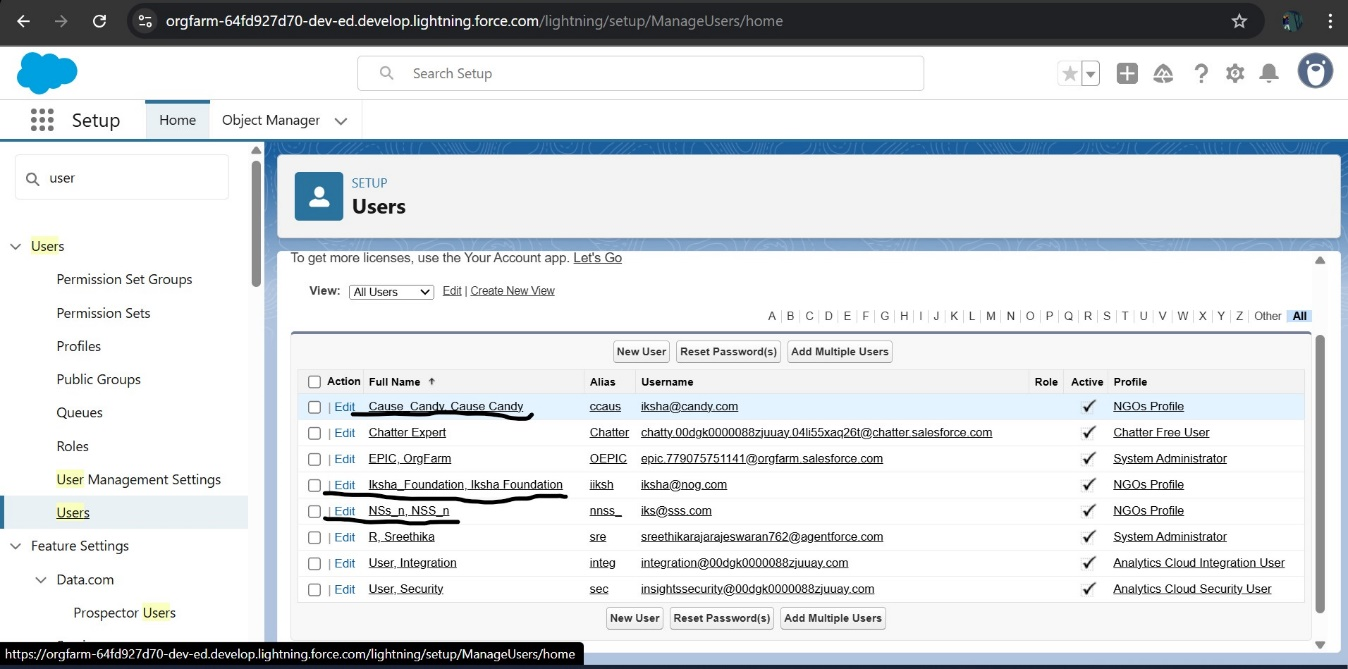 orgfarm-64fd927d70-dev-ed.develop.lightning.force.com/lightning/setup/ManageUsers/home
Search Setup
Setup Home Object Manager
user
Users
Permission Set Groups
Permission Sets
Profiles
Public Groups
Queues
Roles
User Management Settings
Users
Feature Settings
Data.com
Prospector Users
SETUP
Users
To get more licenses, use the Your Account app. Let's Go
View: All Users Edit | Create New View
A | B | C | D | E | F | G | H | I | J | K | L | M | N | O | P | Q | R | S | T | U | V | W | X | Y | Z | Other All
New User Reset Password(s) Add Multiple Users
Action Full Name ↑ Alias Username Role Active Profile
| Edit Cause_Candy, Cause Candy ccaus iksha@candy.com NGOs Profile
| Edit Chatter Expert Chatter chatty.00dgk0000088zjuuay.04li55xaq26t@chatter.salesforce.com Chatter Free User
| Edit EPIC, OrgFarm OEPIC epic.779075751141@orgfarm.salesforce.com System Administrator
| Edit Iksha_Foundation, Iksha Foundation iiksh iksha@nog.com NGOs Profile
| Edit NSs_n, NSS_n nnss_ iks@sss.com NGOs Profile
| Edit R, Sreethika sre sreethikarajarajeswaran762@agentforce.com System Administrator
| Edit User, Integration integ integration@00dgk0000088zjuuay.com Analytics Cloud Integration User
| Edit User, Security sec insightssecurity@00dgk0000088zjuuay.com Analytics Cloud Security User
New User Reset Password(s) Add Multiple Users
https://orgfarm-64fd927d70-dev-ed.develop.lightning.force.com/lightning/setup/ManageUsers/home